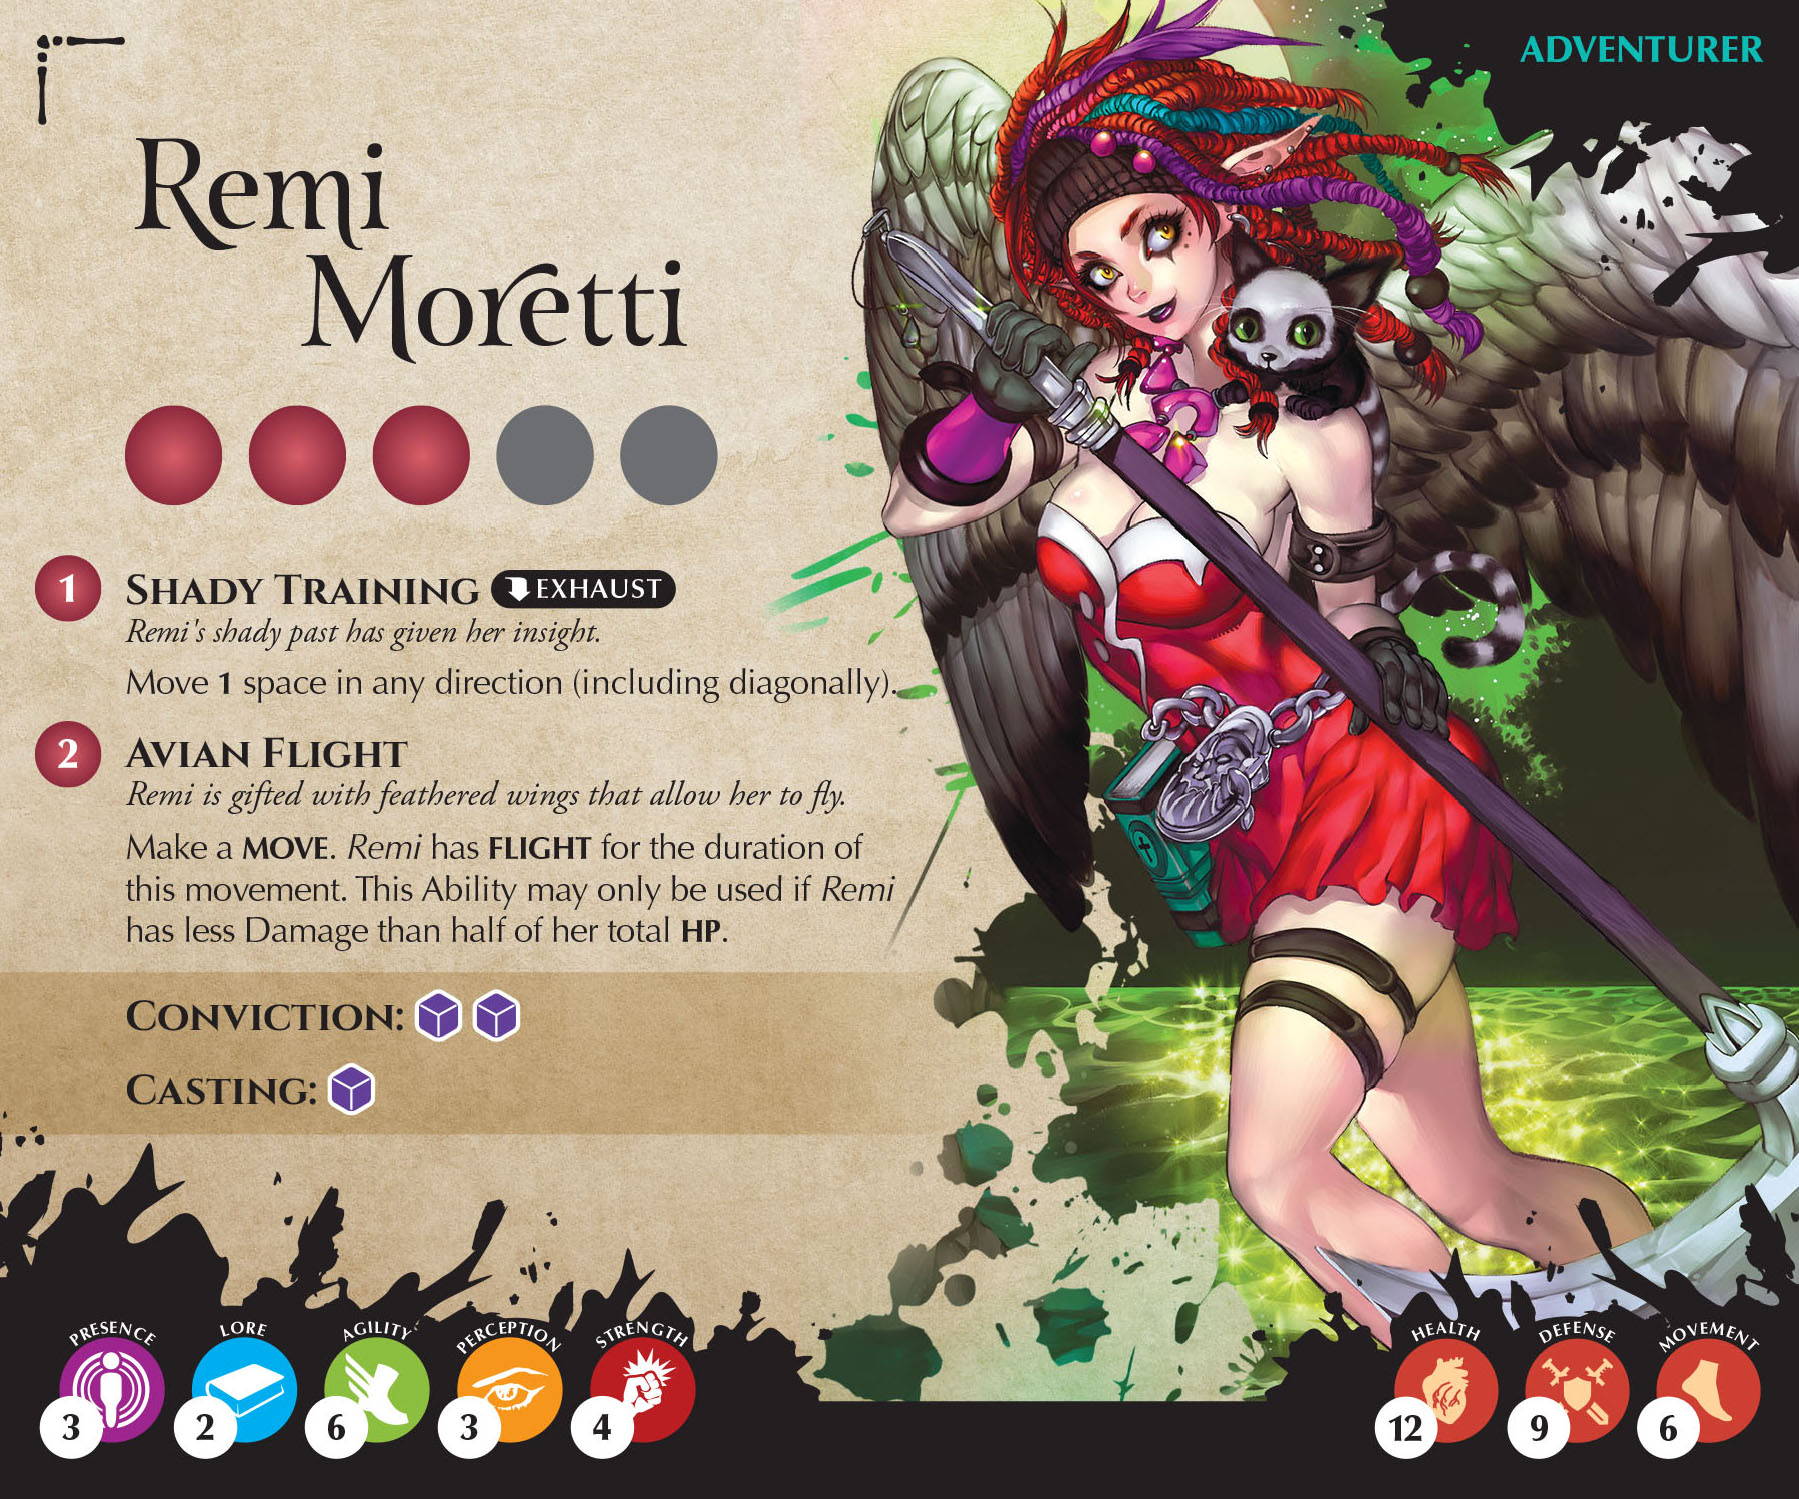 ADVENTURER
Remi
Moretti
1 SHADY TRAINING EXHAUST
Remi's shady past has given her insight.
Move 1 space in any direction (including diagonally).
2 AVIAN FLIGHT
Remi is gifted with feathered wings that allow her to fly.
Make a MOVE. Remi has FLIGHT for the duration of
this movement. This Ability may only be used if Remi
has less Damage than half of her total HP.
CONVICTION:
CASTING:
PRESENCE LORE AGILITY PERCEPTION STRENGTH HEALTH DEFENSE MOVEMENT
3 2 6 3 4 12 9 6